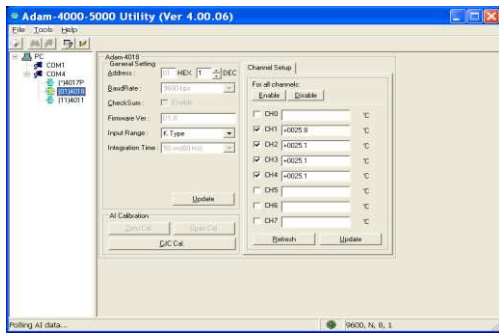 Adam-4000-5000 Utility (Ver 4.00.06)
File Tools Help
PC
COM1
COM4
(*)4017P
(01)4018
(11)4011
Adam-4018
General Setting
Address : 01 HEX 1 DEC
BaudRate : 9600 bps
CheckSum : Enable
Firmware Ver : D1.8
Input Range : K Type
Integration Time : 50 ms(60 Hz)
Update
AI Calibration
Zero Cal. Span Cal.
CJC Cal.
Channel Setup
For all channels:
Enable Disable
CH0 °C
CH1 +0025.8 °C
CH2 +0025.1 °C
CH3 +0025.1 °C
CH4 +0025.1 °C
CH5 °C
CH6 °C
CH7 °C
Refresh Update
Polling AI data... 9600, N, 8, 1